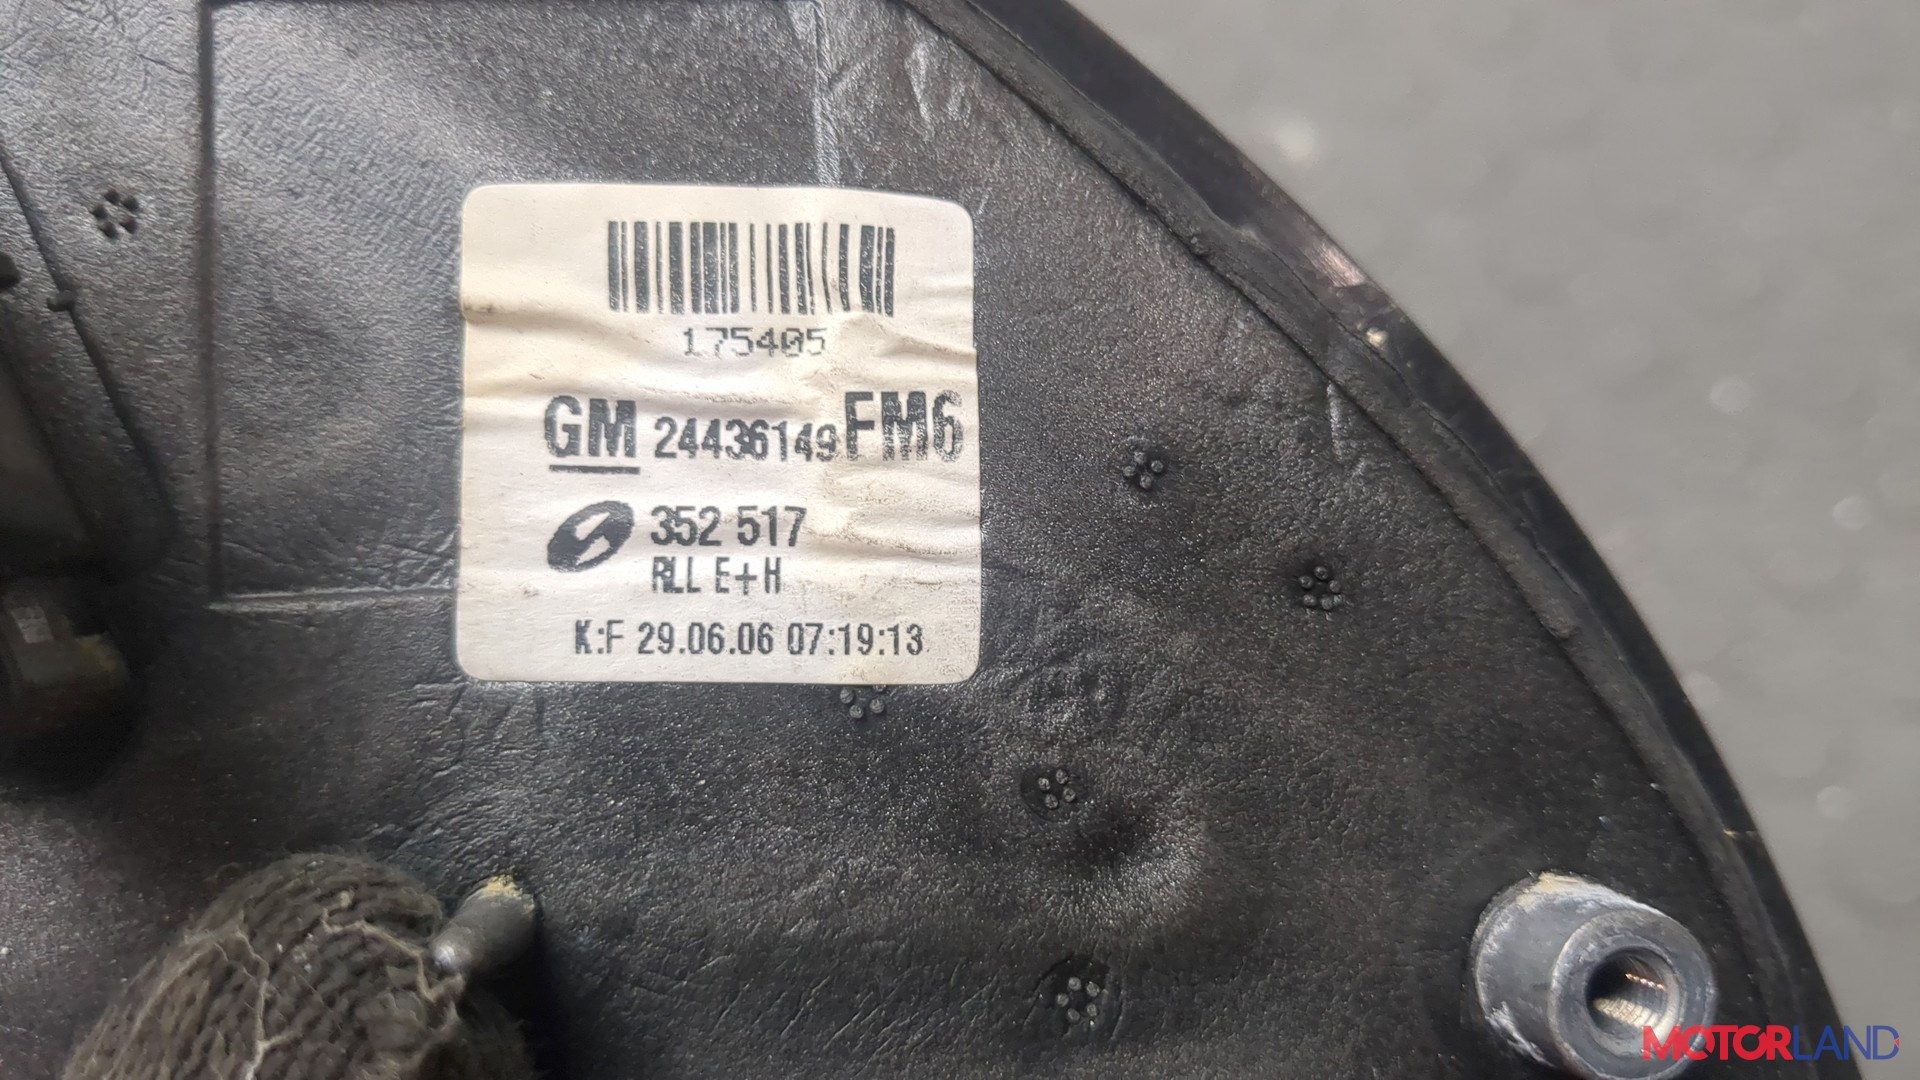 175405
GM 24436149 FM6
352 517
RLL E+H
K:F 29.06.06 07:19:13
MOTORLAND